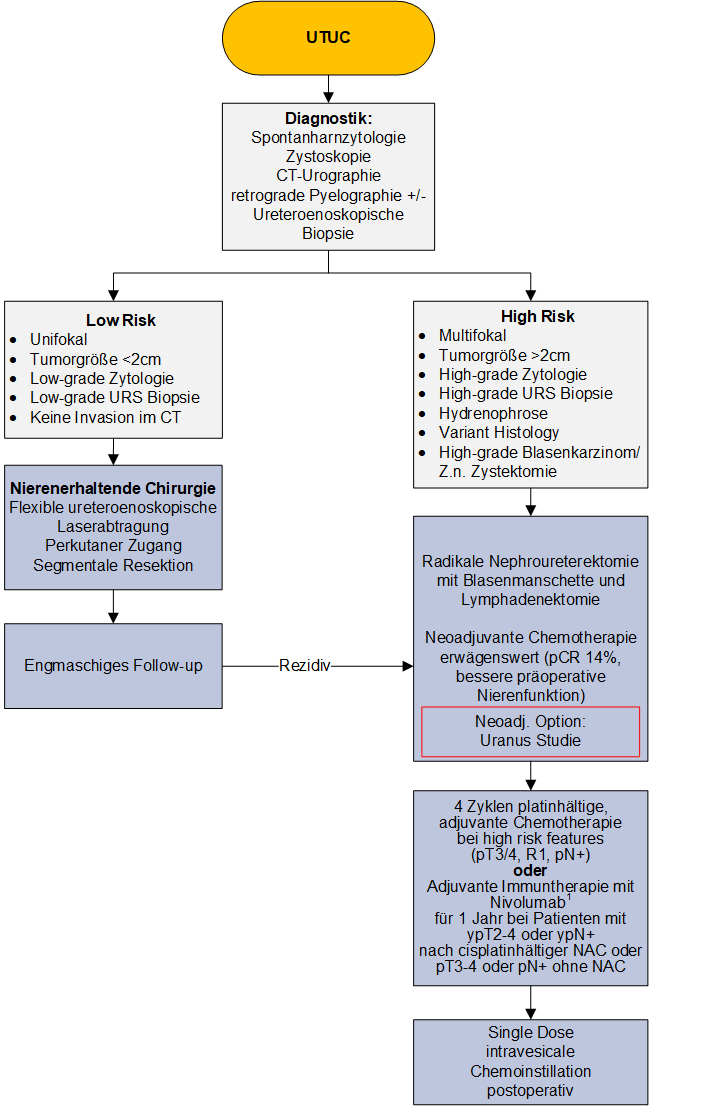 UTUC
Diagnostik:
Spontanharnzytologie
Zystoskopie
CT-Urographie
retrograde Pyelographie +/-
Ureteroenoskopische
Biopsie
Low Risk
• Unifokal
• Tumorgröße <2cm
• Low-grade Zytologie
• Low-grade URS Biopsie
• Keine Invasion im CT
High Risk
• Multifokal
• Tumorgröße >2cm
• High-grade Zytologie
• High-grade URS Biopsie
• Hydrenophrose
• Variant Histology
• High-grade Blasenkarzinom/
Z.n. Zystektomie
Nierenerhaltende Chirurgie
Flexible ureteroenoskopische
Laserabtragung
Perkutaner Zugang
Segmentale Resektion
Engmaschiges Follow-up
Rezidiv
Radikale Nephroureterektomie
mit Blasenmanschette und
Lymphadenektomie
Neoadjuvante Chemotherapie
erwägenswert (pCR 14%,
bessere präoperative
Nierenfunktion)
Neoadj. Option:
Uranus Studie
4 Zyklen platinhältige,
adjuvante Chemotherapie
bei high risk features
(pT3/4, R1, pN+)
oder
Adjuvante Immuntherapie mit
Nivolumab¹
für 1 Jahr bei Patienten mit
ypT2-4 oder ypN+
nach cisplatinhältiger NAC oder
pT3-4 oder pN+ ohne NAC
Single Dose
intravesicale
Chemoinstillation
postoperativ